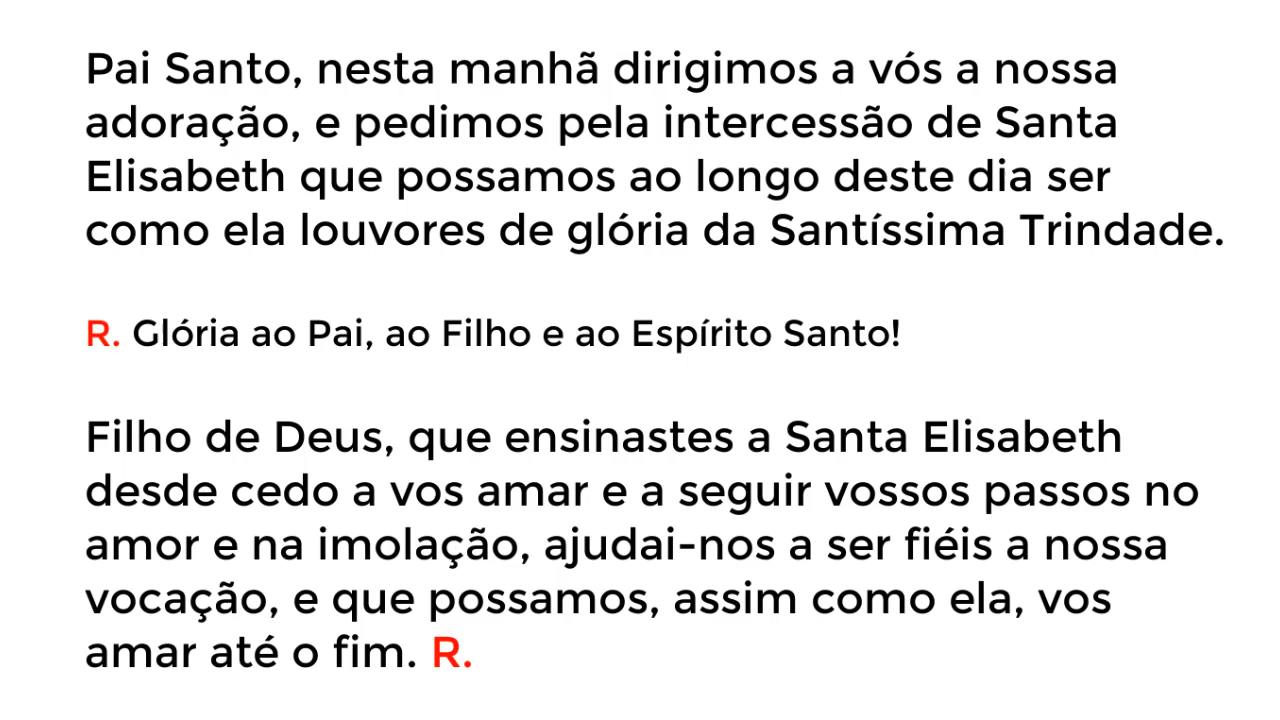 Pai Santo, nesta manhã dirigimos a vós a nossa
adoração, e pedimos pela intercessão de Santa
Elisabeth que possamos ao longo deste dia ser
como ela louvores de glória da Santíssima Trindade.
R. Glória ao Pai, ao Filho e ao Espírito Santo!
Filho de Deus, que ensinastes a Santa Elisabeth
desde cedo a vos amar e a seguir vossos passos no
amor e na imolação, ajudai-nos a ser fiéis a nossa
vocação, e que possamos, assim como ela, vos
amar até o fim. R.